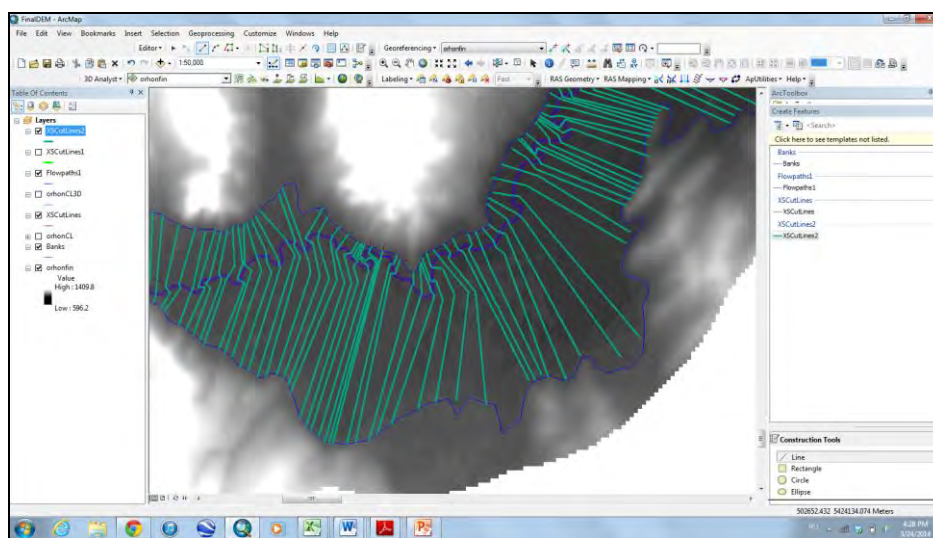 FinalDEM - ArcMap
File Edit View Bookmarks Insert Selection Geoprocessing Customize Windows Help
Editor Georeferencing orhonfin
1:50,000
3D Analyst orhonfin Labeling Fast RAS Geometry RAS Mapping ApUtilities Help
Table Of Contents
Layers
XSCutLines2
XSCutLines1
Flowpaths1
orhonCL3D
XSCutLines
orhonCL
Banks
orhonfin
Value
High : 1409.8
Low : 596.2
ArcToolbox
Create Features
<Search>
Click here to see templates not listed.
Banks
Banks
Flowpaths1
Flowpaths1
XSCutLines
XSCutLines
XSCutLines2
XSCutLines2
Construction Tools
Line
Rectangle
Circle
Ellipse
502652.432 5424134.074 Meters
4:28 PM
3/24/2014